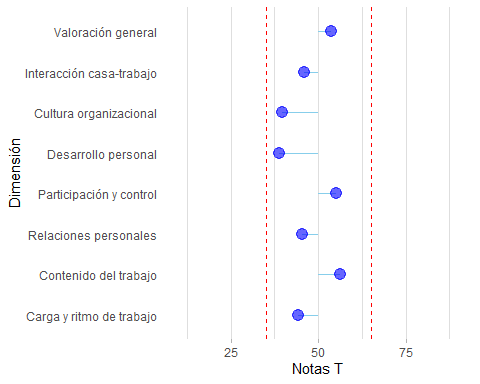 Valoración general
Interacción casa-trabajo
Cultura organizacional
Desarrollo personal
Participación y control
Relaciones personales
Contenido del trabajo
Carga y ritmo de trabajo
Dimensión
25 50 75
Notas T